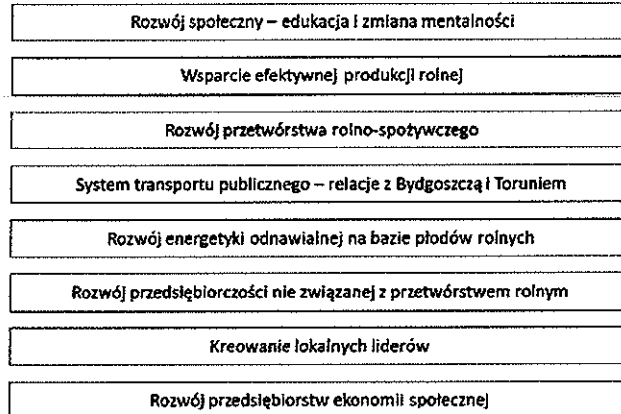 Rozwój społeczny – edukacja i zmiana mentalności
Wsparcie efektywnej produkcji rolnej
Rozwój przetwórstwa rolno-spożywczego
System transportu publicznego – relacje z Bydgoszczą i Toruniem
Rozwój energetyki odnawialnej na bazie płodów rolnych
Rozwój przedsiębiorczości nie związanej z przetwórstwem rolnym
Kreowanie lokalnych liderów
Rozwój przedsiębiorstw ekonomii społecznej